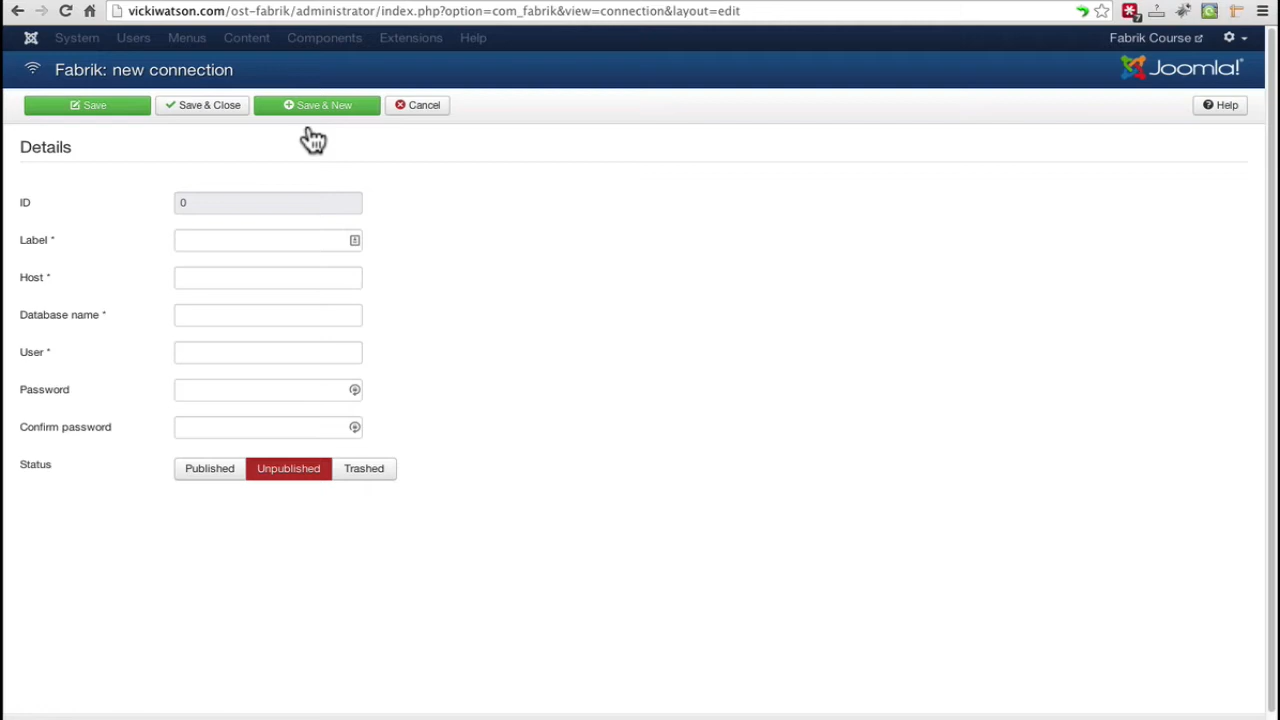 vickiwatson.com/ost-fabrik/administrator/index.php?option=com_fabrik&view=connection&layout=edit
System Users Menus Content Components Extensions Help Fabrik Course
Fabrik: new connection Joomla!
Save Save & Close Save & New Cancel Help
Details
ID 0
Label *
Host *
Database name *
User *
Password
Confirm password
Status Published Unpublished Trashed